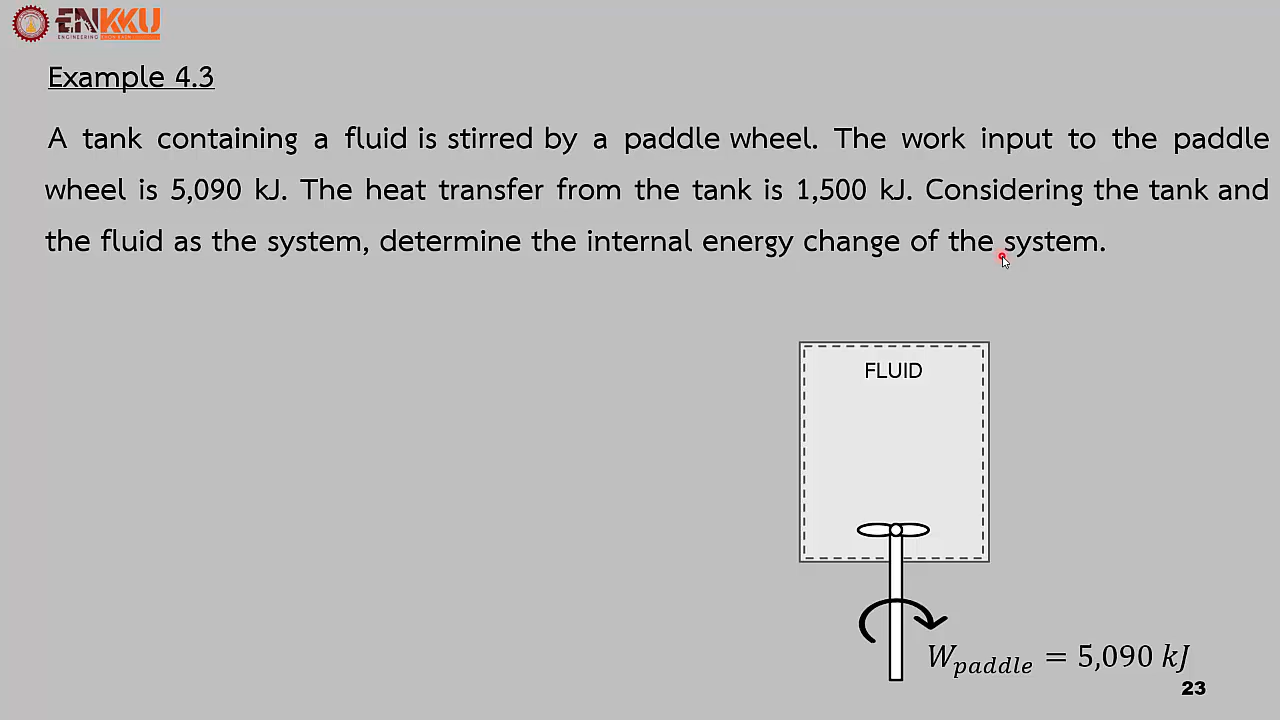 ENKKU
Example 4.3
A tank containing a fluid is stirred by a paddle wheel. The work input to the paddle
wheel is 5,090 kJ. The heat transfer from the tank is 1,500 kJ. Considering the tank and
the fluid as the system, determine the internal energy change of the system.
FLUID
W_paddle = 5,090 kJ
23